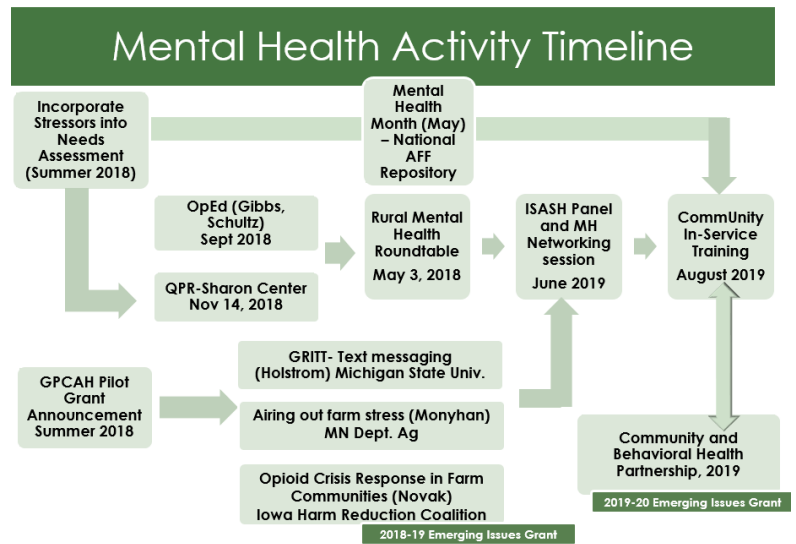 Mental Health Activity Timeline
Incorporate
Stressors into
Needs
Assessment
(Summer 2018)
Mental
Health
Month (May)
– National
AFF
Repository
OpEd (Gibbs,
Schultz)
Sept 2018
QPR-Sharon Center
Nov 14, 2018
Rural Mental
Health
Roundtable
May 3, 2018
ISASH Panel
and MH
Networking
session
June 2019
CommUnity
In-Service
Training
August 2019
GPCAH Pilot
Grant
Announcement
Summer 2018
GRITT- Text messaging
(Holstrom) Michigan State Univ.
Airing out farm stress (Monyhan)
MN Dept. Ag
Opioid Crisis Response in Farm
Communities (Novak)
Iowa Harm Reduction Coalition
2018-19 Emerging Issues Grant
Community and
Behavioral Health
Partnership, 2019
2019-20 Emerging Issues Grant